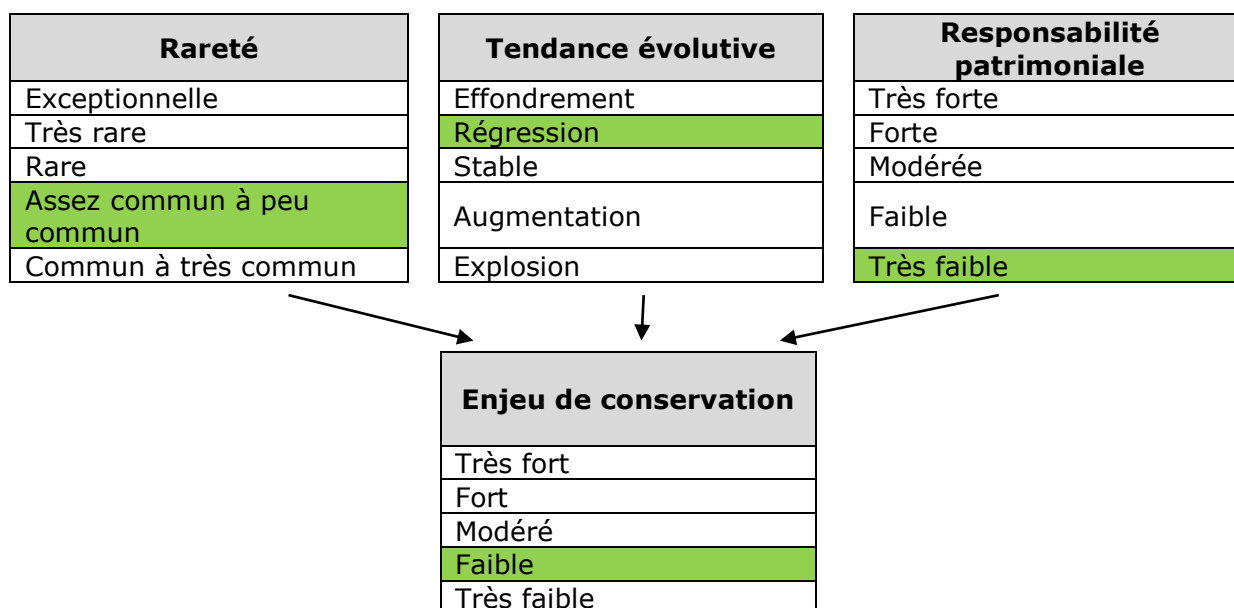 Rareté
Exceptionnelle
Très rare
Rare
Assez commun à peu
commun
Commun à très commun
Tendance évolutive
Effondrement
Régression
Stable
Augmentation
Explosion
Responsabilité
patrimoniale
Très forte
Forte
Modérée
Faible
Très faible
Enjeu de conservation
Très fort
Fort
Modéré
Faible
Très faible